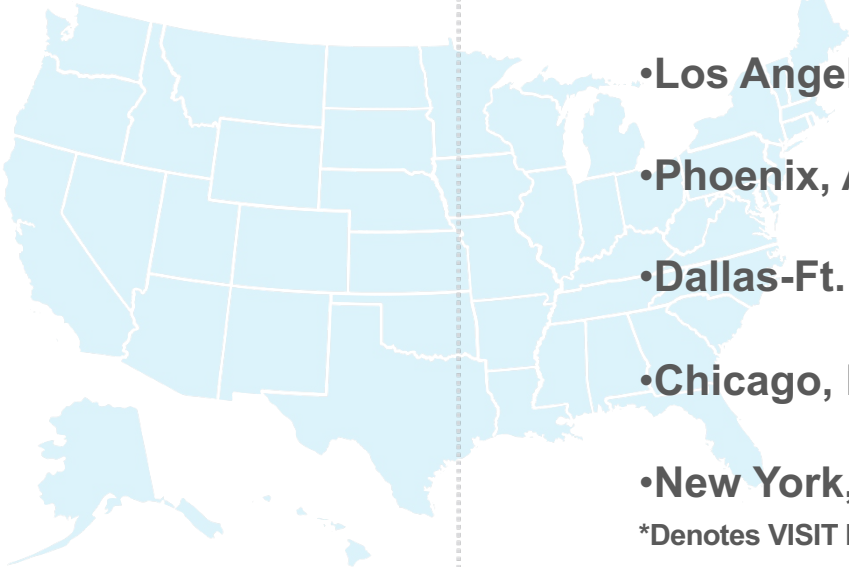 •Los Angel
•Phoenix, A
•Dallas-Ft.
•Chicago, I
•New York,
*Denotes VISIT